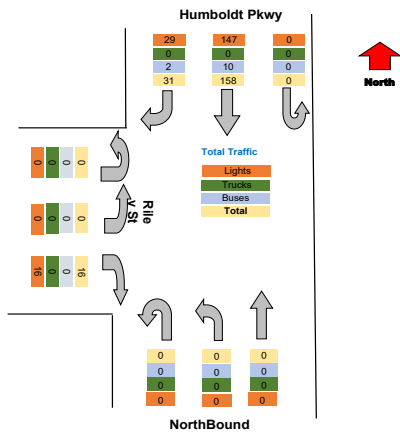 Humboldt Pkwy
29 147 0
0 0 0
2 10 0
31 158 0
North
Total Traffic
Lights
Trucks
Buses
Total
0 0 0 0
0 0 0 0
Rile
y St
16 0 0 16
0 0 0
0 0 0
0 0 0
0 0 0
NorthBound